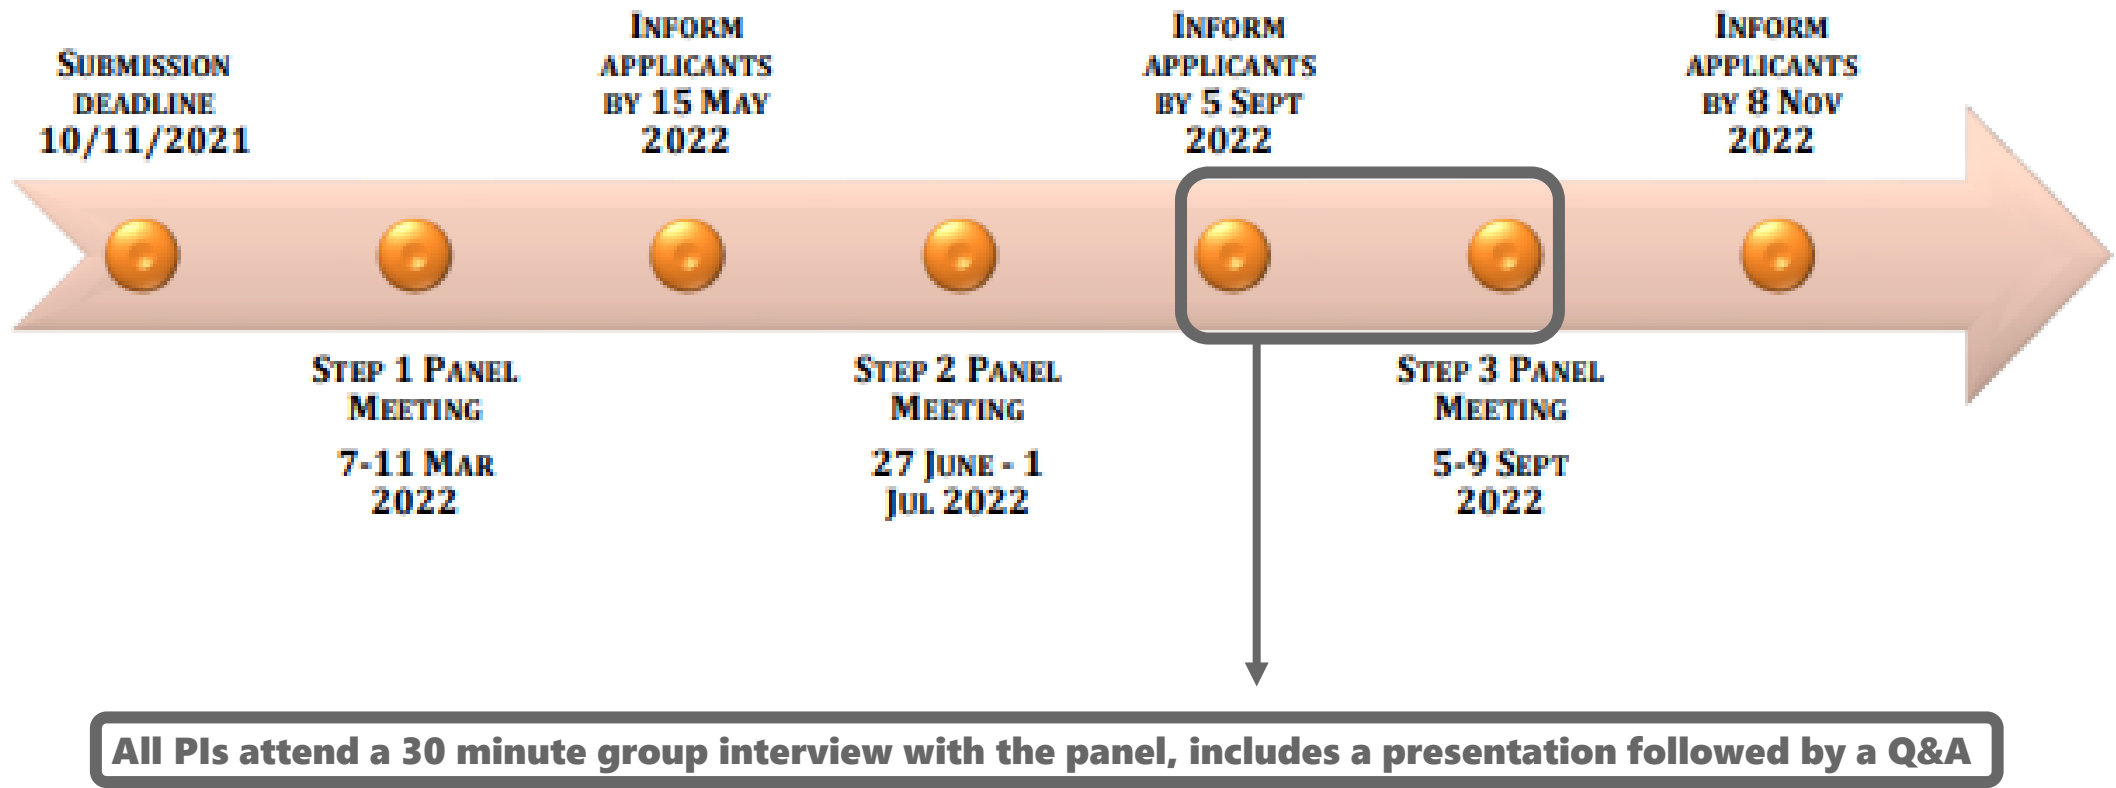 SUBMISSION
DEADLINE
10/11/2021
INFORM
APPLICANTS
BY 15 MAY
2022
INFORM
APPLICANTS
BY 5 SEPT
2022
INFORM
APPLICANTS
BY 8 NOV
2022
STEP 1 PANEL
MEETING
7-11 MAR
2022
STEP 2 PANEL
MEETING
27 JUNE - 1
JUL 2022
STEP 3 PANEL
MEETING
5-9 SEPT
2022
All PIs attend a 30 minute group interview with the panel, includes a presentation followed by a Q&A